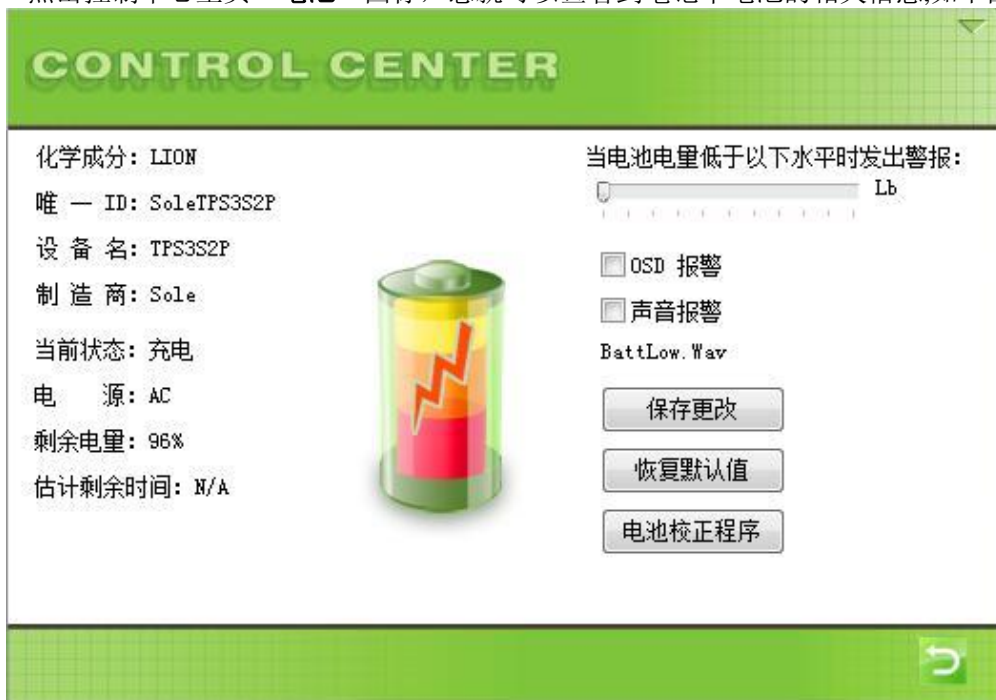 CONTROL CENTER
化学成分：LION
唯 一 ID：SoleTPS3S2P
设 备 名：TPS3S2P
制 造 商：Sole
当前状态：充电
电 源：AC
剩余电量：96%
估计剩余时间：N/A
当电池电量低于以下水平时发出警报：
Lb
OSD 报警
声音报警
BattLow.Wav
保存更改
恢复默认值
电池校正程序